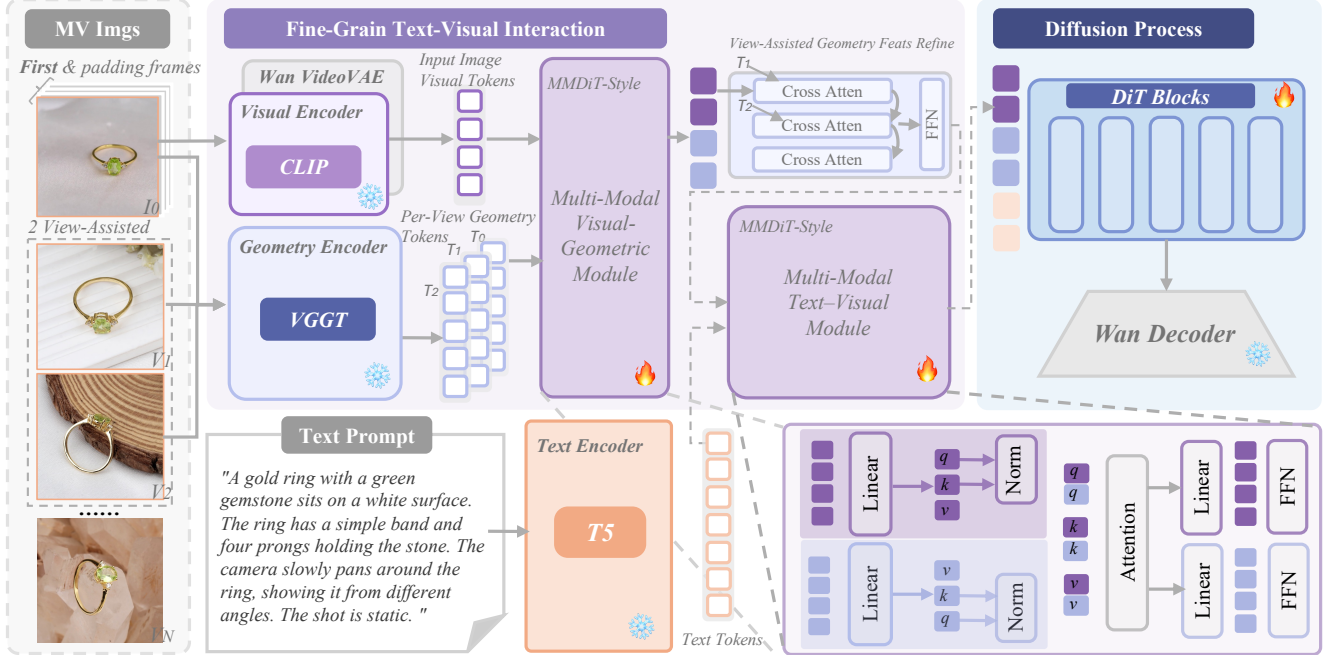 MV Imgs
First & padding frames
I0
2 View-Assisted
V1
V2
......
VN
Fine-Grain Text-Visual Interaction
Wan VideoVAE
Visual Encoder
CLIP
Input Image
Visual Tokens
Geometry Encoder
VGGT
Per-View Geometry
Tokens
T0
T1
T2
MMDiT-Style
Multi-Modal
Visual-
Geometric
Module
View-Assisted Geometry Feats Refine
T1
T2
Cross Atten
Cross Atten
Cross Atten
FFN
MMDiT-Style
Multi-Modal
Text–Visual
Module
Diffusion Process
DiT Blocks
Wan Decoder
Text Prompt
"A gold ring with a green
gemstone sits on a white surface.
The ring has a simple band and
four prongs holding the stone. The
camera slowly pans around the
ring, showing it from different
angles. The shot is static. "
Text Encoder
T5
Text Tokens
Linear
q
k
v
Norm
Linear
v
k
q
Norm
q
q
k
k
v
v
Attention
Linear
FFN
Linear
FFN